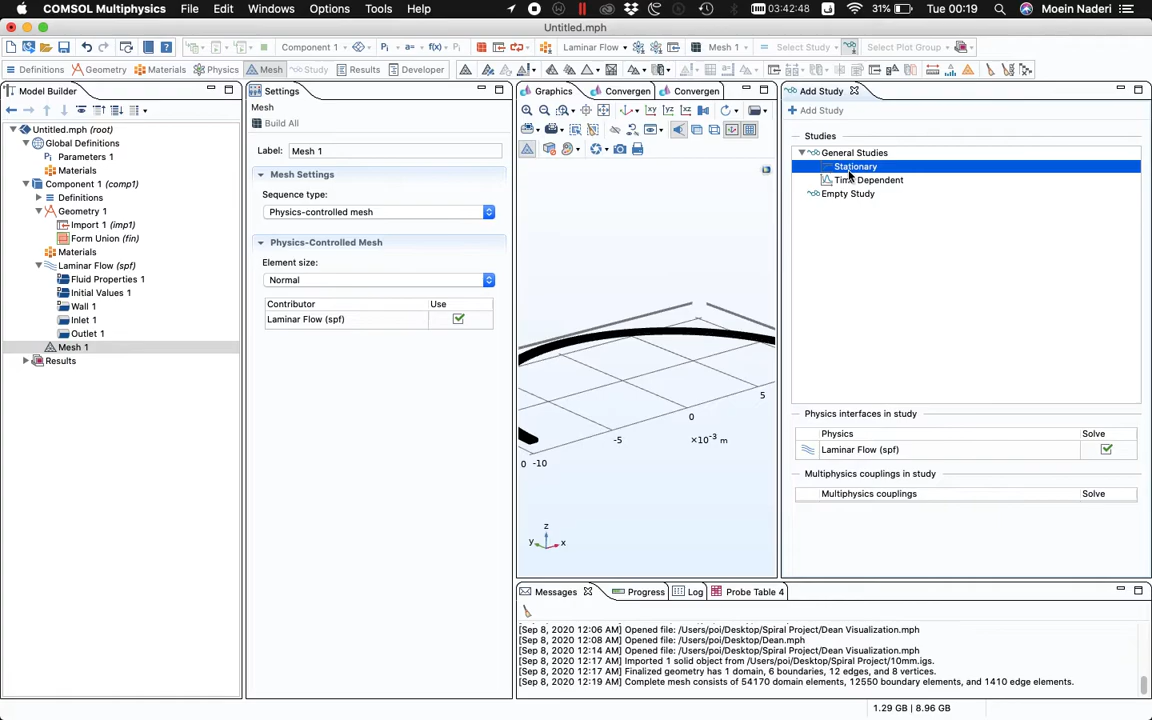 COMSOL Multiphysics File Edit Windows Options Tools Help 03:42:48 31% Tue 00:19 Moein Naderi
Untitled.mph
Component 1 Pi a= f(x) Laminar Flow Mesh 1 Select Study Select Plot Group
Definitions Geometry Materials Physics Mesh Study Results Developer
Model Builder
Untitled.mph (root)
Global Definitions
Parameters 1
Materials
Component 1 (comp1)
Definitions
Geometry 1
Import 1 (imp1)
Form Union (fin)
Materials
Laminar Flow (spf)
Fluid Properties 1
Initial Values 1
Wall 1
Inlet 1
Outlet 1
Mesh 1
Results
Settings
Mesh
Build All
Label: Mesh 1
Mesh Settings
Sequence type:
Physics-controlled mesh
Physics-Controlled Mesh
Element size:
Normal
Contributor Use
Laminar Flow (spf)
Graphics Convergen Convergen
5
0
-5
×10⁻³ m
0 -10
z
y x
Add Study
+ Add Study
Studies
General Studies
Stationary
Time Dependent
Empty Study
Physics interfaces in study
Physics Solve
Laminar Flow (spf)
Multiphysics couplings in study
Multiphysics couplings Solve
Messages Progress Log Probe Table 4
[Sep 8, 2020 12:06 AM] Opened file: /Users/poi/Desktop/Spiral Project/Dean Visualization.mph
[Sep 8, 2020 12:08 AM] Opened file: /Users/poi/Desktop/Dean.mph
[Sep 8, 2020 12:14 AM] Opened file: /Users/poi/Desktop/Spiral Project/Dean Visualization.mph
[Sep 8, 2020 12:17 AM] Imported 1 solid object from /Users/poi/Desktop/Spiral Project/10mm.igs.
[Sep 8, 2020 12:17 AM] Finalized geometry has 1 domain, 6 boundaries, 12 edges, and 8 vertices.
[Sep 8, 2020 12:19 AM] Complete mesh consists of 54170 domain elements, 12550 boundary elements, and 1410 edge elements.
1.29 GB | 8.96 GB